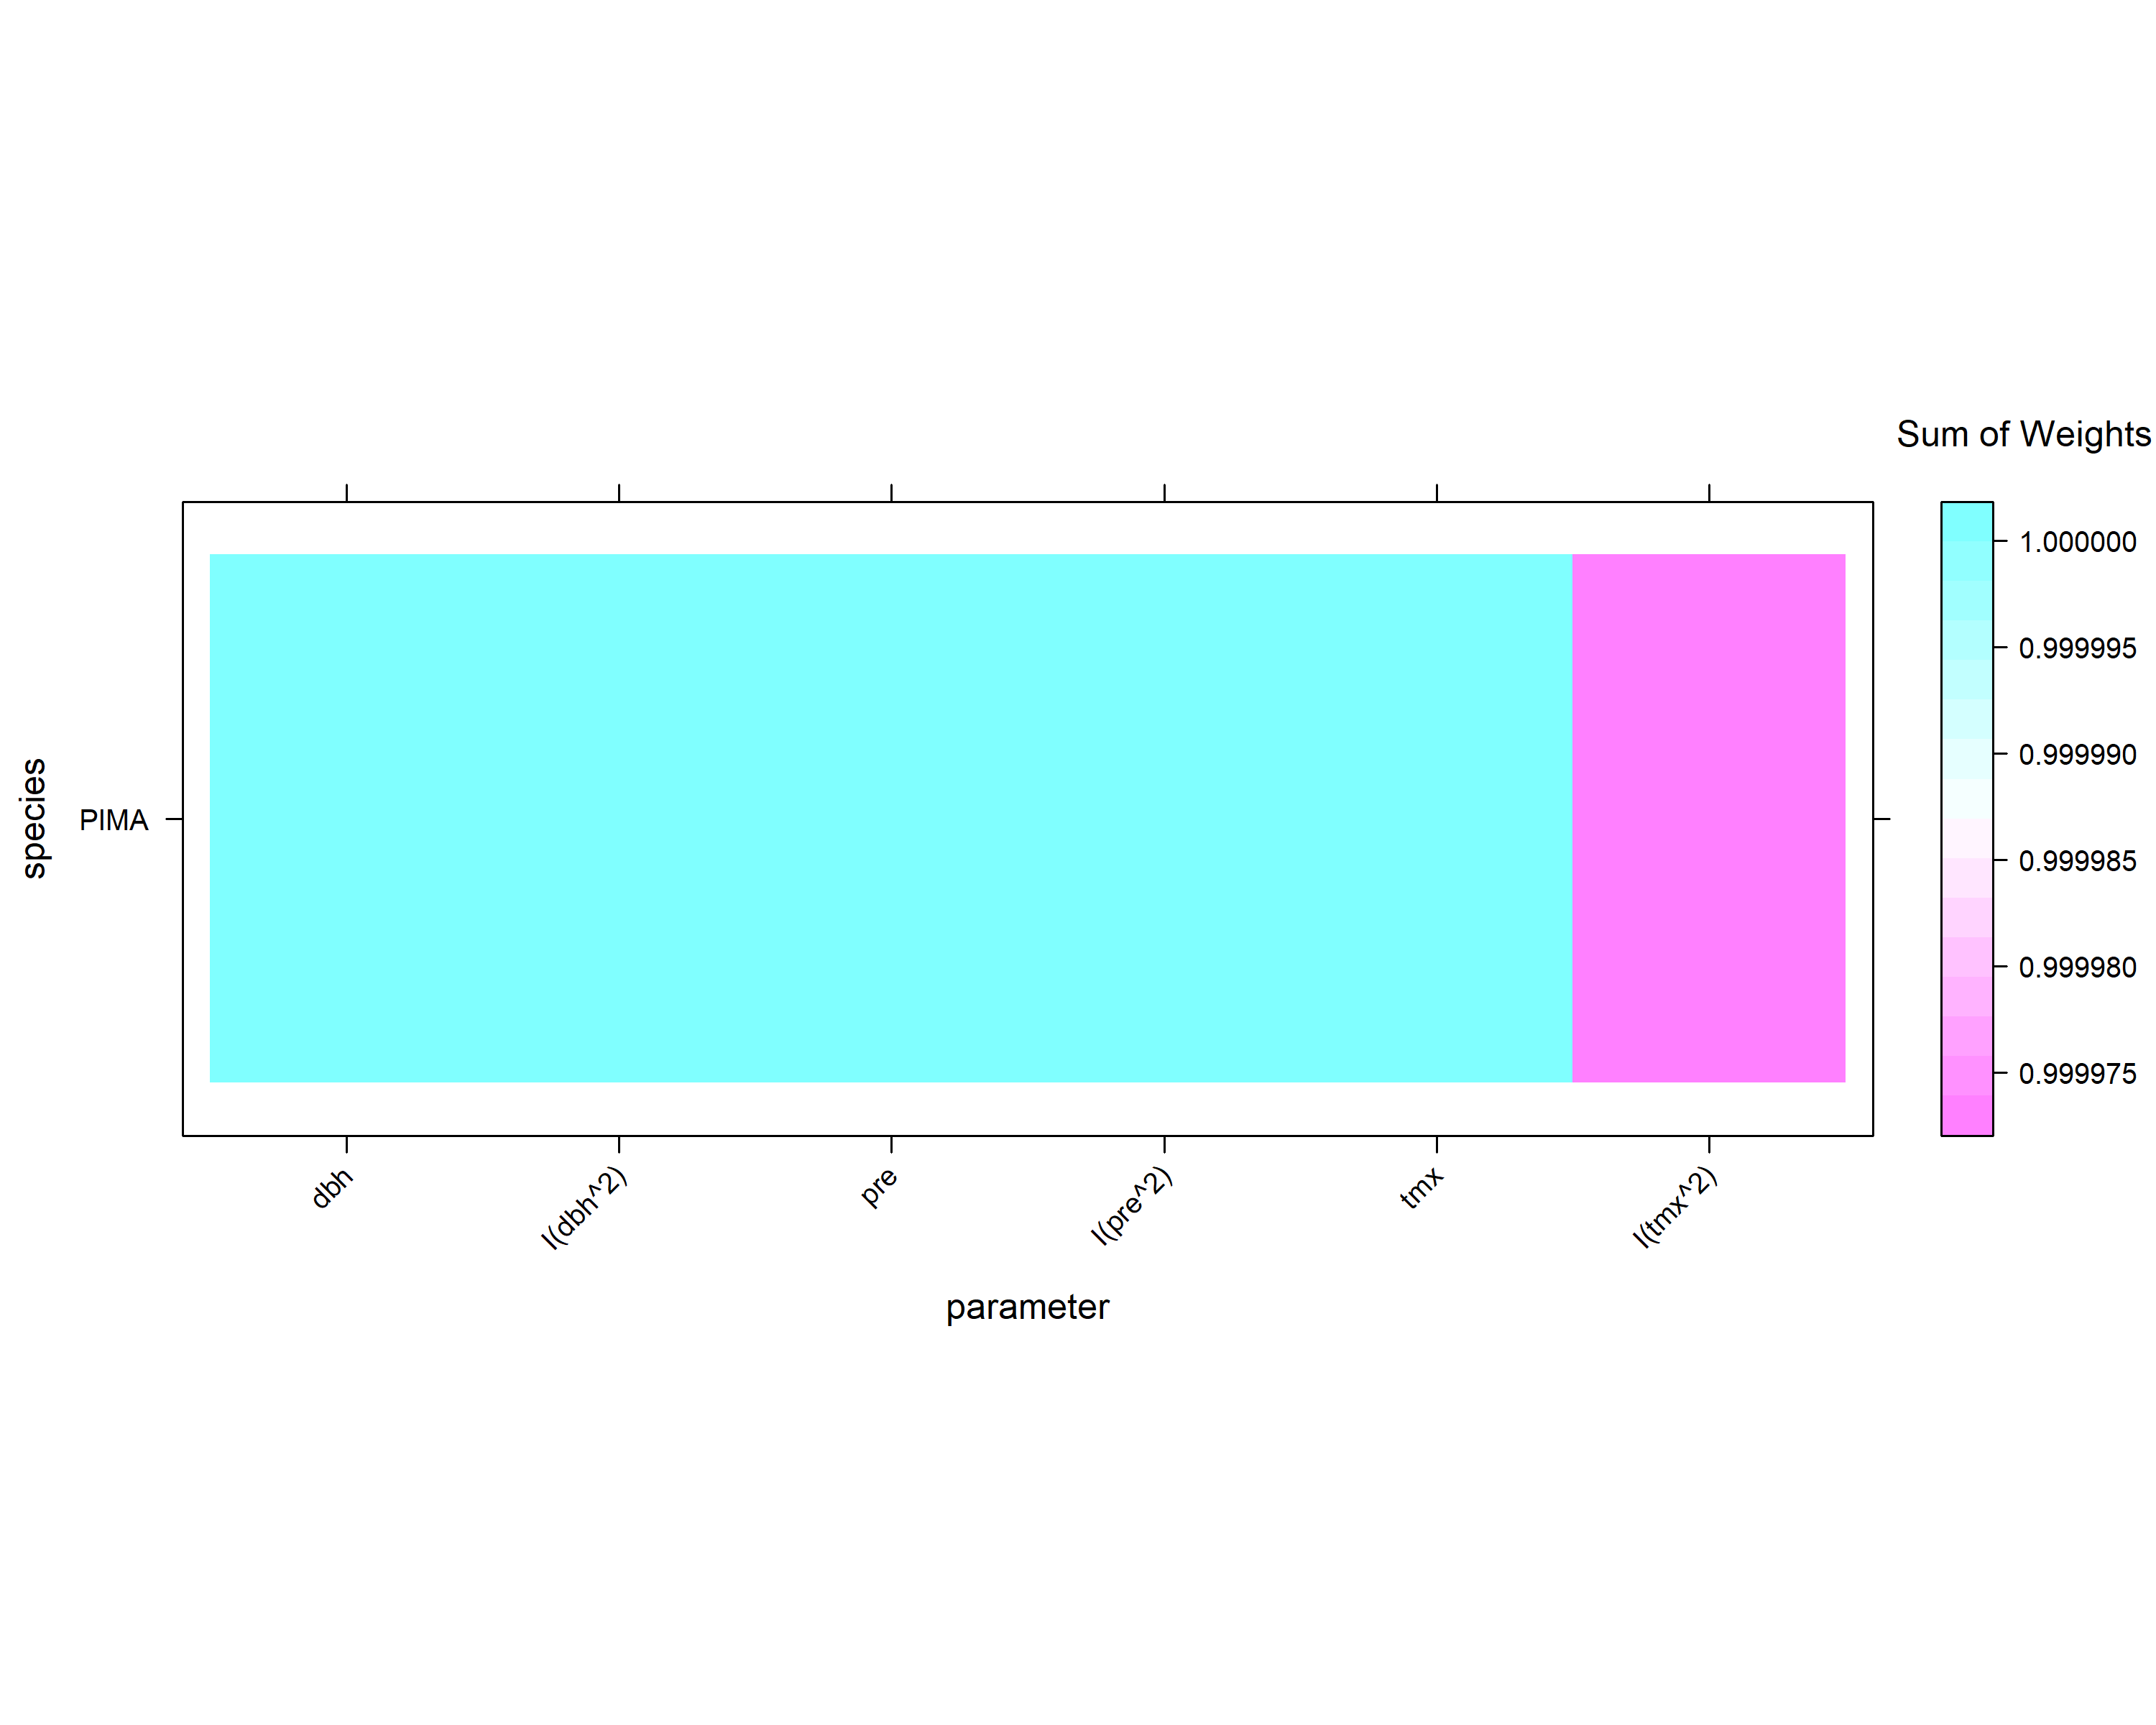 Sum of Weights
1.000000
0.999995
0.999990
0.999985
0.999980
0.999975
species
PIMA
dbh
I(dbh^2)
pre
I(pre^2)
tmx
I(tmx^2)
parameter